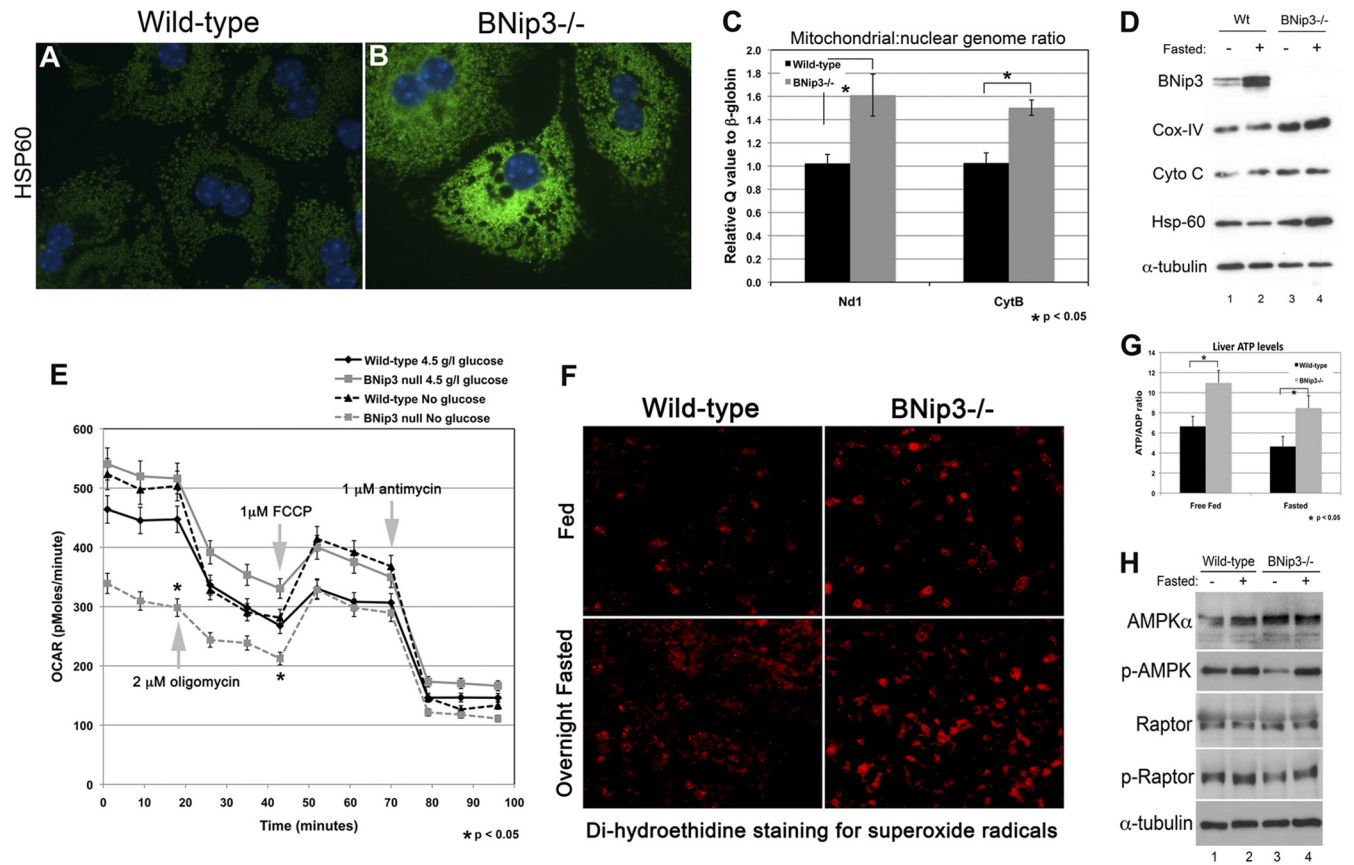 Wild-type
BNip3-/-
A
B
HSP60
C
Mitochondrial:nuclear genome ratio
Wild-type
BNip3-/-
*
*
Relative Q value to β-globin
2.0
1.8
1.6
1.4
1.2
1.0
0.8
0.6
0.4
0.2
0.0
Nd1
CytB
* p < 0.05
D
Wt
BNip3-/-
Fasted: - + - +
BNip3
Cox-IV
Cyto C
Hsp-60
α-tubulin
1 2 3 4
E
Wild-type 4.5 g/l glucose
BNip3 null 4.5 g/l glucose
Wild-type No glucose
BNip3 null No glucose
OCAR (pMoles/minute)
600
500
400
300
200
100
0
1 μM antimycin
1μM FCCP
*
2 μM oligomycin
*
0 10 20 30 40 50 60 70 80 90 100
Time (minutes)
* p < 0.05
F
Wild-type
BNip3-/-
Fed
Overnight Fasted
Di-hydroethidine staining for superoxide radicals
G
Liver ATP levels
Wild-type
BNip3-/-
*
*
ATP/ADP ratio
14
12
10
8
6
4
2
0
Free Fed
Fasted
* p < 0.05
H
Wild-type
BNip3-/-
Fasted: - + - +
AMPKα
p-AMPK
Raptor
p-Raptor
α-tubulin
1 2 3 4